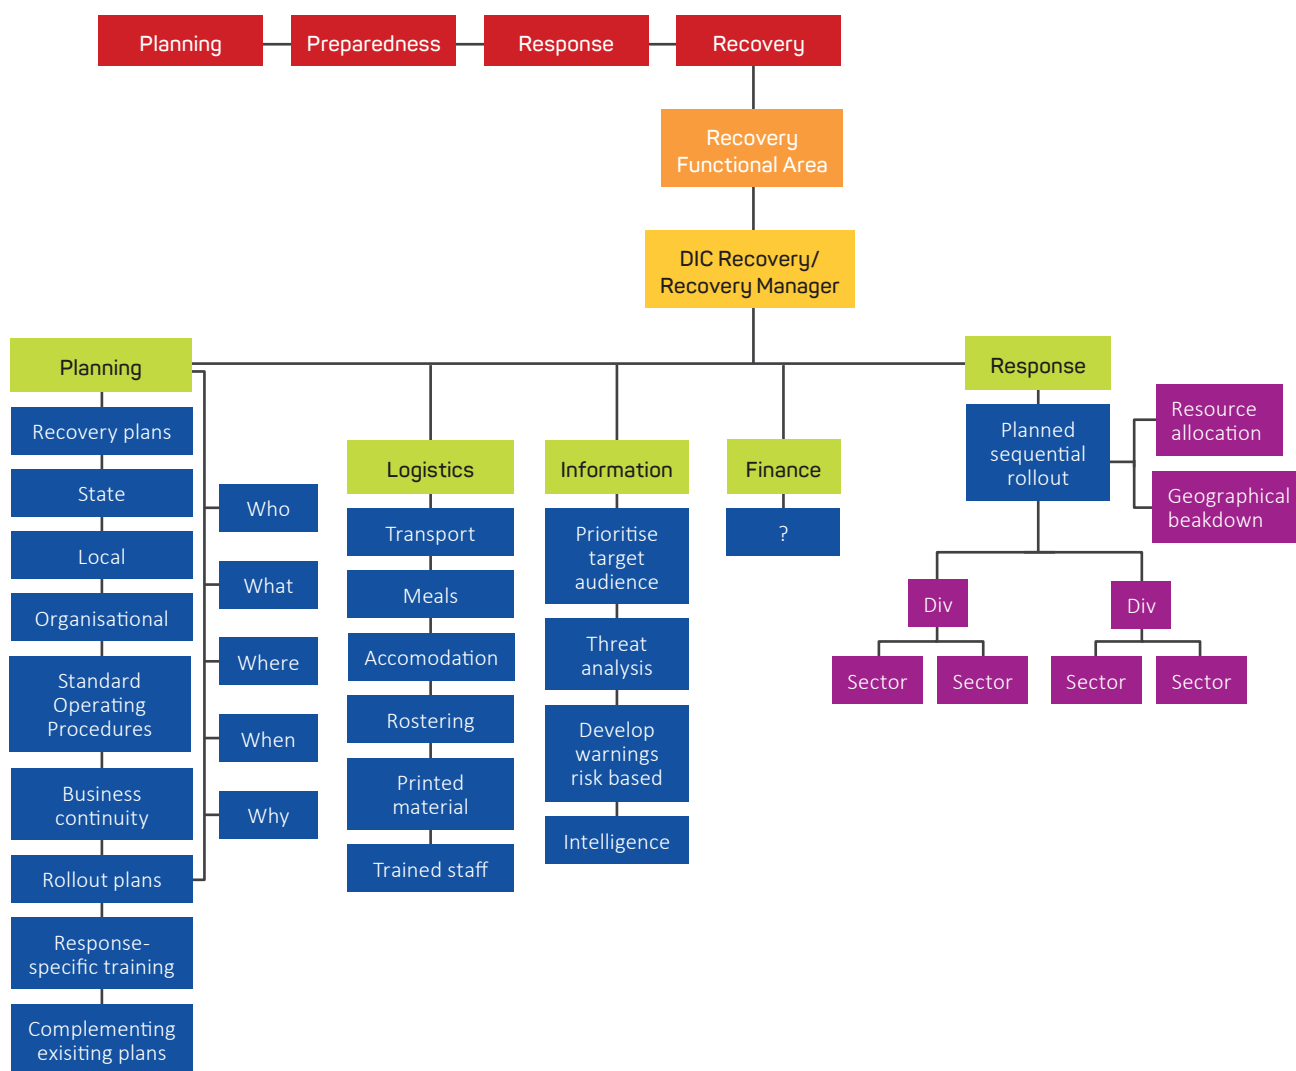 Planning
Preparedness
Response
Recovery
Recovery
Functional Area
DIC Recovery/
Recovery Manager
Planning
Recovery plans
State
Local
Organisational
Standard
Operating
Procedures
Business
continuity
Rollout plans
Response-
specific training
Complementing
exisiting plans
Who
What
Where
When
Why
Logistics
Transport
Meals
Accomodation
Rostering
Printed
material
Trained staff
Information
Prioritise
target
audience
Threat
analysis
Develop
warnings
risk based
Intelligence
Finance
?
Response
Planned
sequential
rollout
Resource
allocation
Geographical
beakdown
Div
Sector
Sector
Div
Sector
Sector